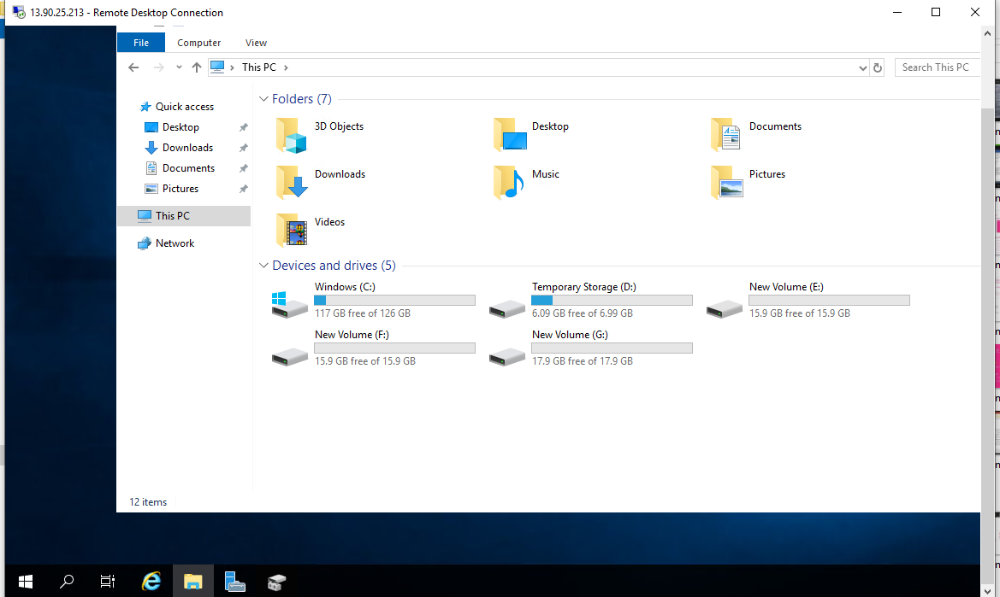 13.90.25.213 - Remote Desktop Connection
File Computer View
This PC Search This PC
Quick access
Desktop
Downloads
Documents
Pictures
This PC
Network
Folders (7)
3D Objects Desktop Documents
Downloads Music Pictures
Videos
Devices and drives (5)
Windows (C:) Temporary Storage (D:) New Volume (E:)
117 GB free of 126 GB 6.09 GB free of 6.99 GB 15.9 GB free of 15.9 GB
New Volume (F:) New Volume (G:)
15.9 GB free of 15.9 GB 17.9 GB free of 17.9 GB
12 items